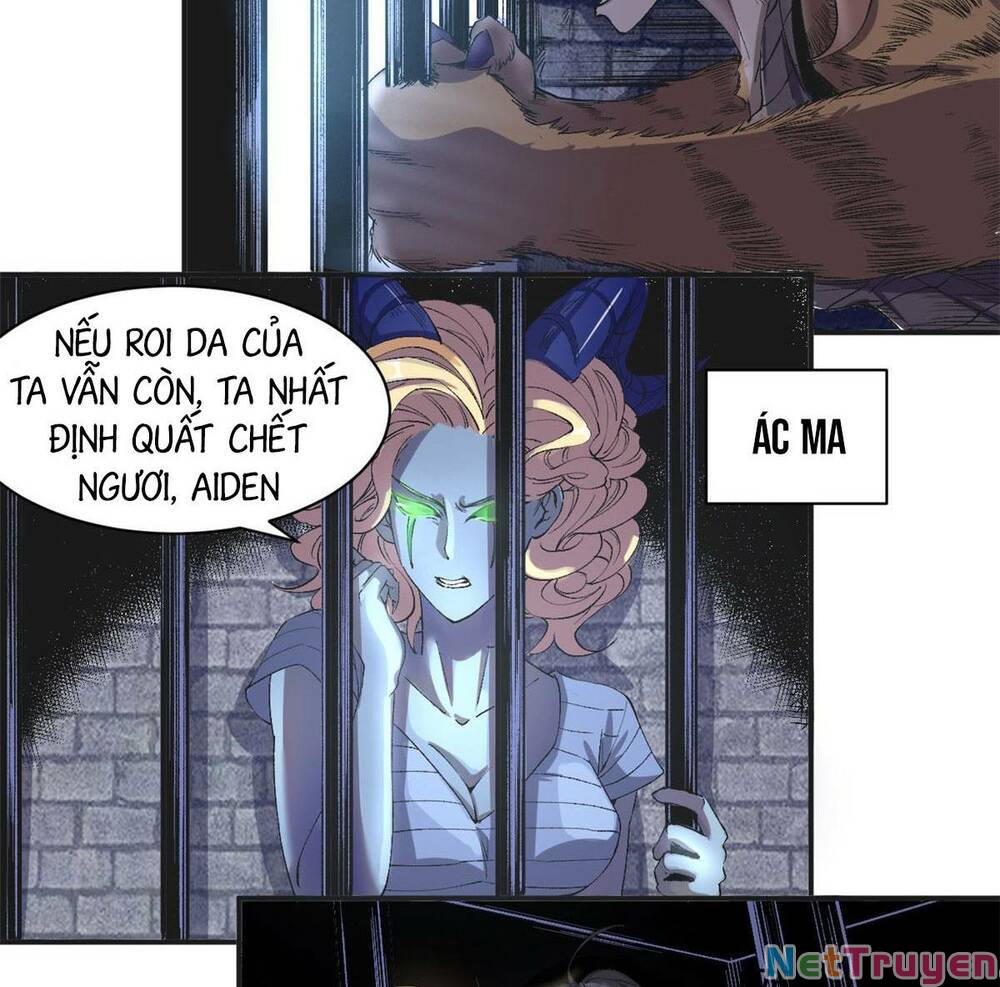 NẾU ROI DA CỦA
TA VẪN CÒN, TA NHẤT
ĐỊNH QUẤT CHẾT
NGƯƠI, AIDEN
ÁC MA
NetTruyen